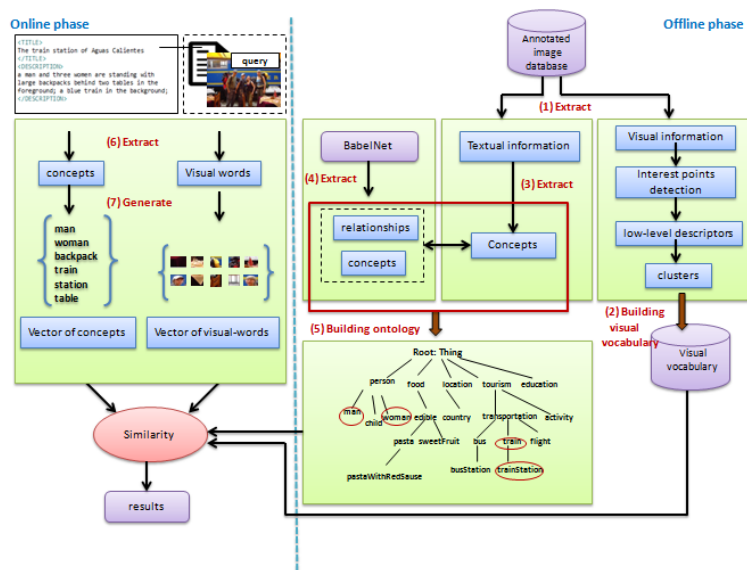 Online phase
Offline phase
<TITLE>
The train station of Aguas Calientes
</TITLE>
<DESCRIPTION>
a man and three women are standing with
large backpacks behind two tables in the
foreground; a blue train in the background;
</DESCRIPTION>
query
Annotated
image
database
(1) Extract
(6) Extract
concepts
Visual words
(7) Generate
man
woman
backpack
train
station
table
Vector of concepts
Vector of visual-words
BabelNet
(4) Extract
relationships
concepts
Textual information
(3) Extract
Concepts
Visual information
Interest points
detection
low-level descriptors
clusters
(2) Building
visual
vocabulary
Visual
vocabulary
(5) Building ontology
Root: Thing
person
food
location
tourism
education
man
child
woman
edible
country
transportation
activity
pasta
sweetFruit
bus
train
flight
pastaWithRedSause
busStation
trainStation
Similarity
results